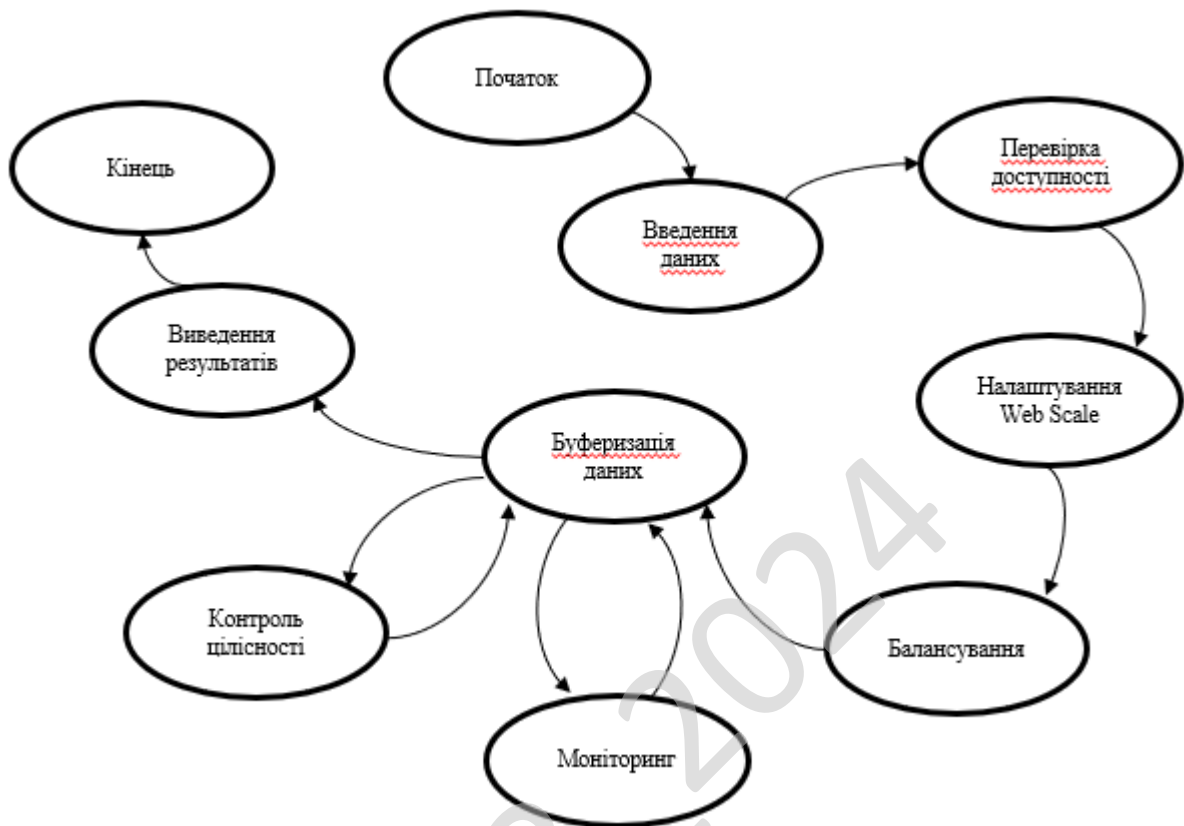 Початок
Кінець
Перевірка
доступності
Введення
даних
Виведення
результатів
Налаштування
Web Scale
Буферизація
даних
Контроль
цілісності
Балансування
Моніторинг
2024